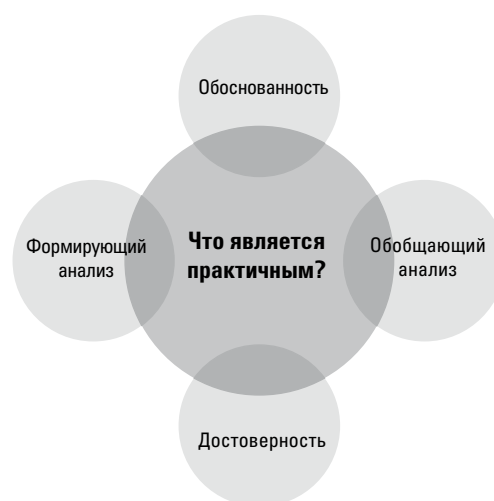 Обоснованность
Формирующий
анализ
Что является
практичным?
Обобщающий
анализ
Достоверность